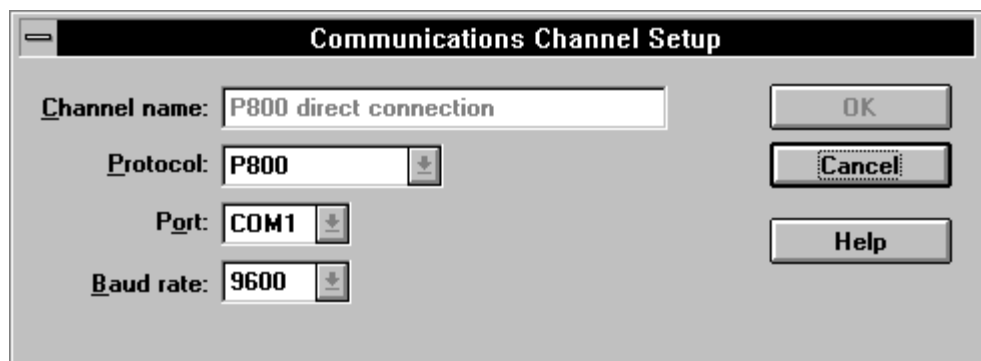 Communications Channel Setup
Channel name: P800 direct connection
OK
Protocol: P800
Cancel
Port: COM1
Help
Baud rate: 9600